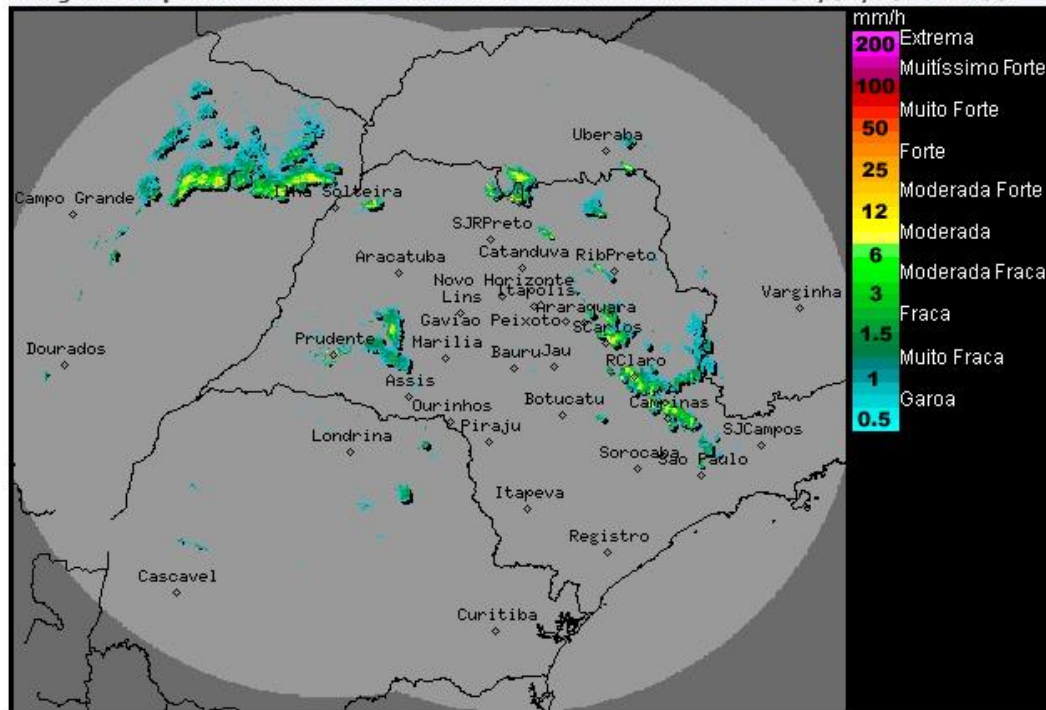 mm/h
200 Extrema
Muitíssimo Forte
100
Muito Forte
50
Forte
25
Moderada Forte
12
Moderada
6
Moderada Fraca
3
Fraca
1.5
Muito Fraca
1
Garoa
0.5
Uberaba
Campo Grande
Ilha Solteira
SJRPreto
Catanduva
RibPreto
Aracatuba
Novo Horizonte
Itapolis
Varginha
Lins
Araraquara
Gaviao Peixoto
SCarlos
Dourados
Prudente
Marilia
Bauru
Jau
RClaro
Assis
Ourinhos
Botucatu
Campinas
Londrina
Piraju
SJCampos
Sorocaba
Sao Paulo
Itapeva
Registro
Cascavel
Curitiba